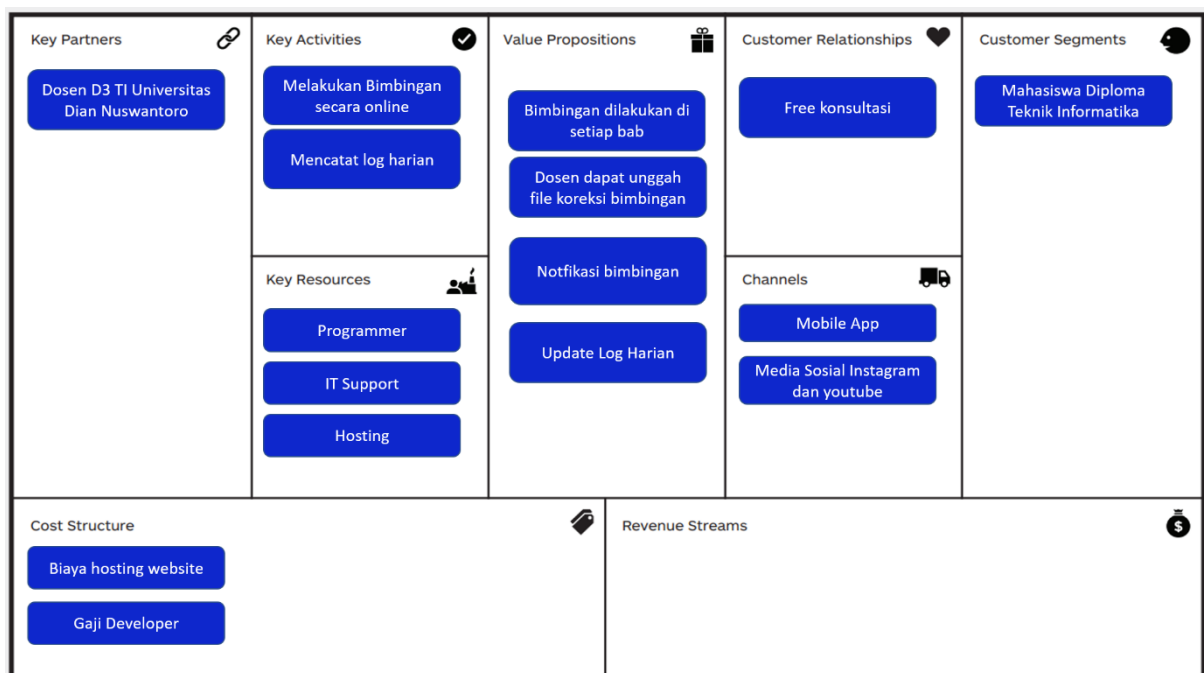 Key Partners
Dosen D3 TI Universitas
Dian Nuswantoro
Key Activities
Melakukan Bimbingan
secara online
Mencatat log harian
Key Resources
Programmer
IT Support
Hosting
Value Propositions
Bimbingan dilakukan di
setiap bab
Dosen dapat unggah
file koreksi bimbingan
Notfikasi bimbingan
Update Log Harian
Customer Relationships
Free konsultasi
Channels
Mobile App
Media Sosial Instagram
dan youtube
Customer Segments
Mahasiswa Diploma
Teknik Informatika
Cost Structure
Biaya hosting website
Gaji Developer
Revenue Streams
$